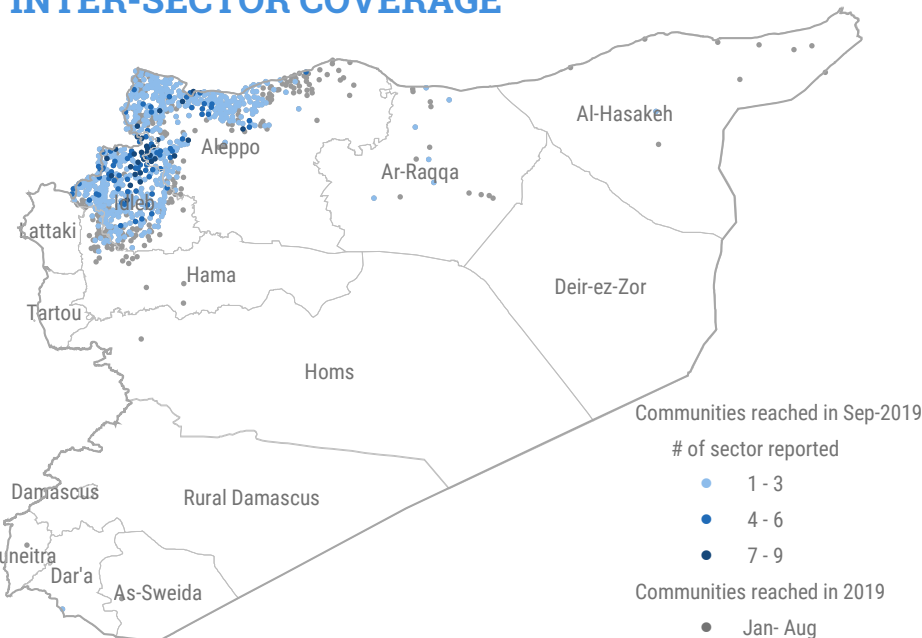 INTER-SECTOR COVERAGE
Al-Hasakeh
Aleppo
Ar-Raqqa
Idleb
Lattaki
Hama
Deir-ez-Zor
Tartou
Homs
Communities reached in Sep-2019
# of sector reported
1 - 3
Damascus
Rural Damascus
4 - 6
7 - 9
uneitra
Dar'a
As-Sweida
Communities reached in 2019
Jan- Aug